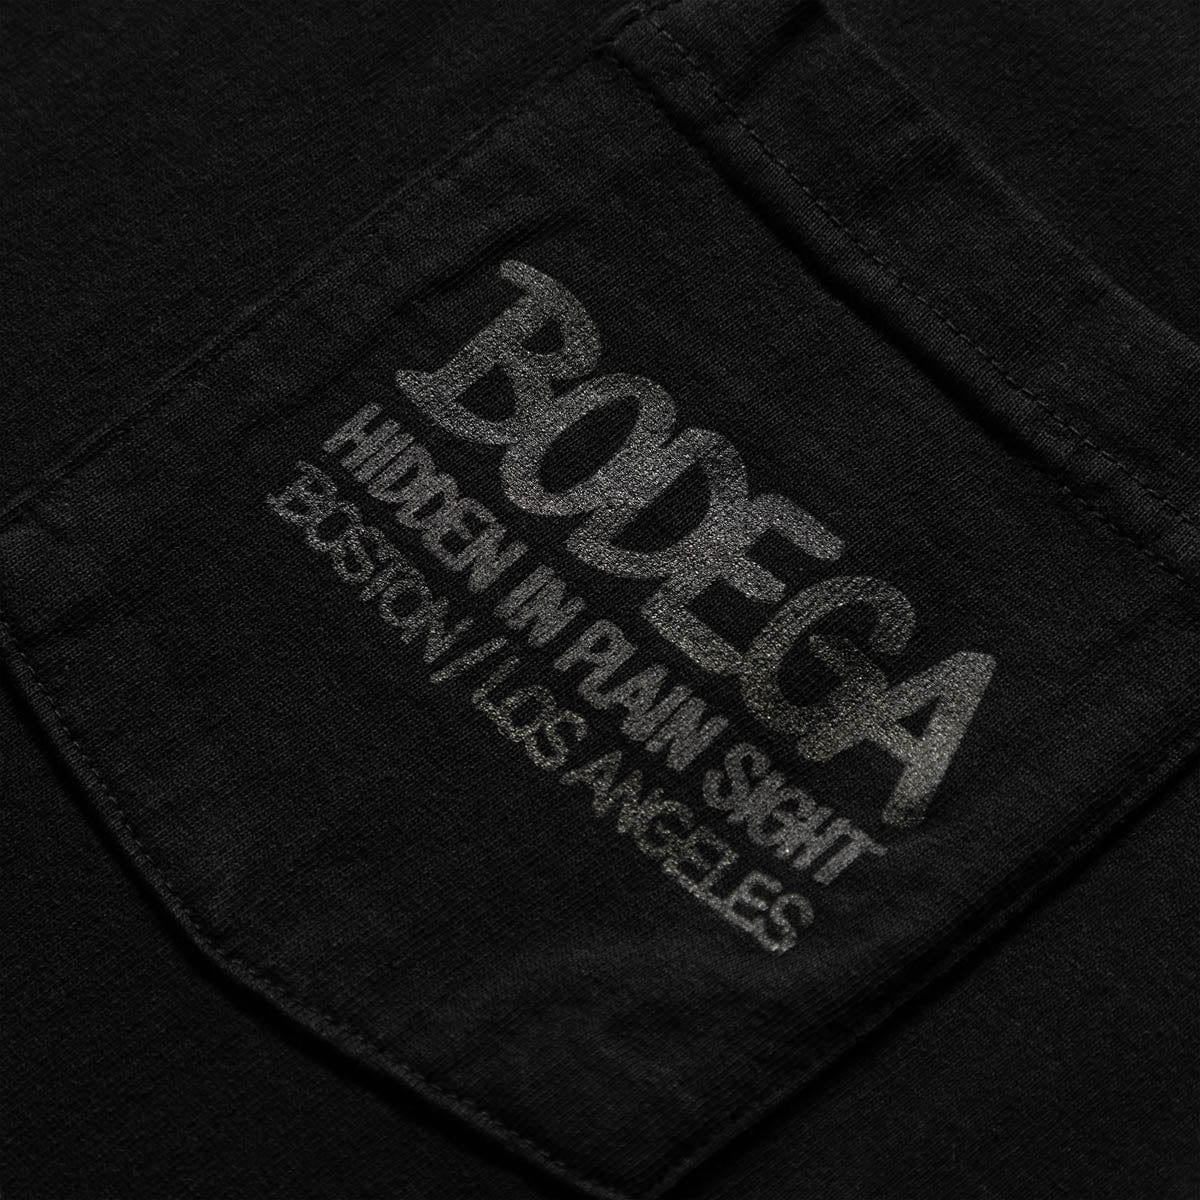 BODEGA
HIDDEN IN PLAIN SIGHT
BOSTON / LOS ANGELES